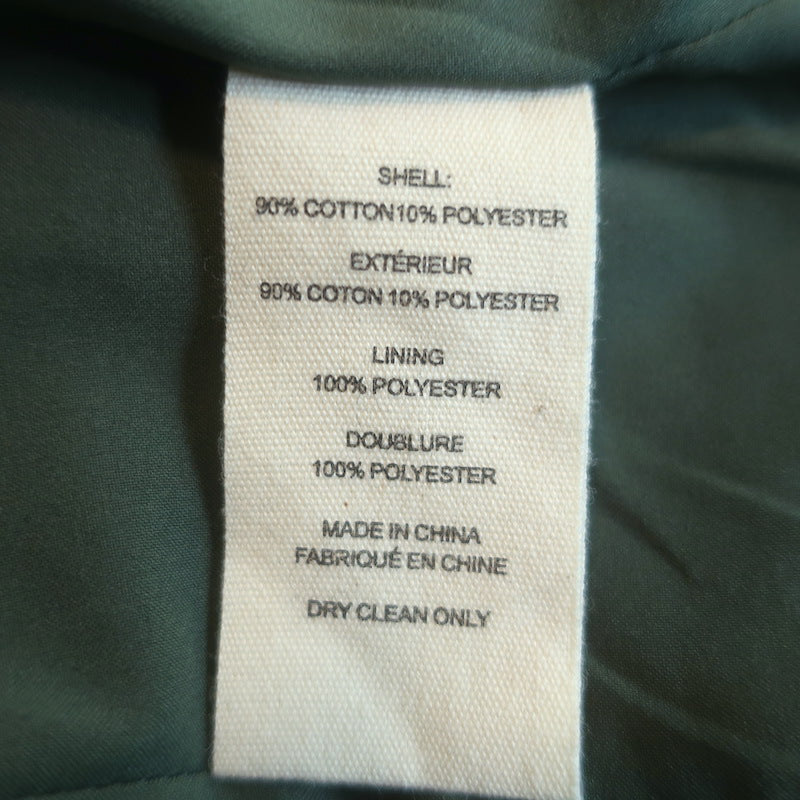 SHELL:
90% COTTON10% POLYESTER
EXTÉRIEUR
90% COTON 10% POLYESTER
LINING
100% POLYESTER
DOUBLURE
100% POLYESTER
MADE IN CHINA
FABRIQUÉ EN CHINE
DRY CLEAN ONLY